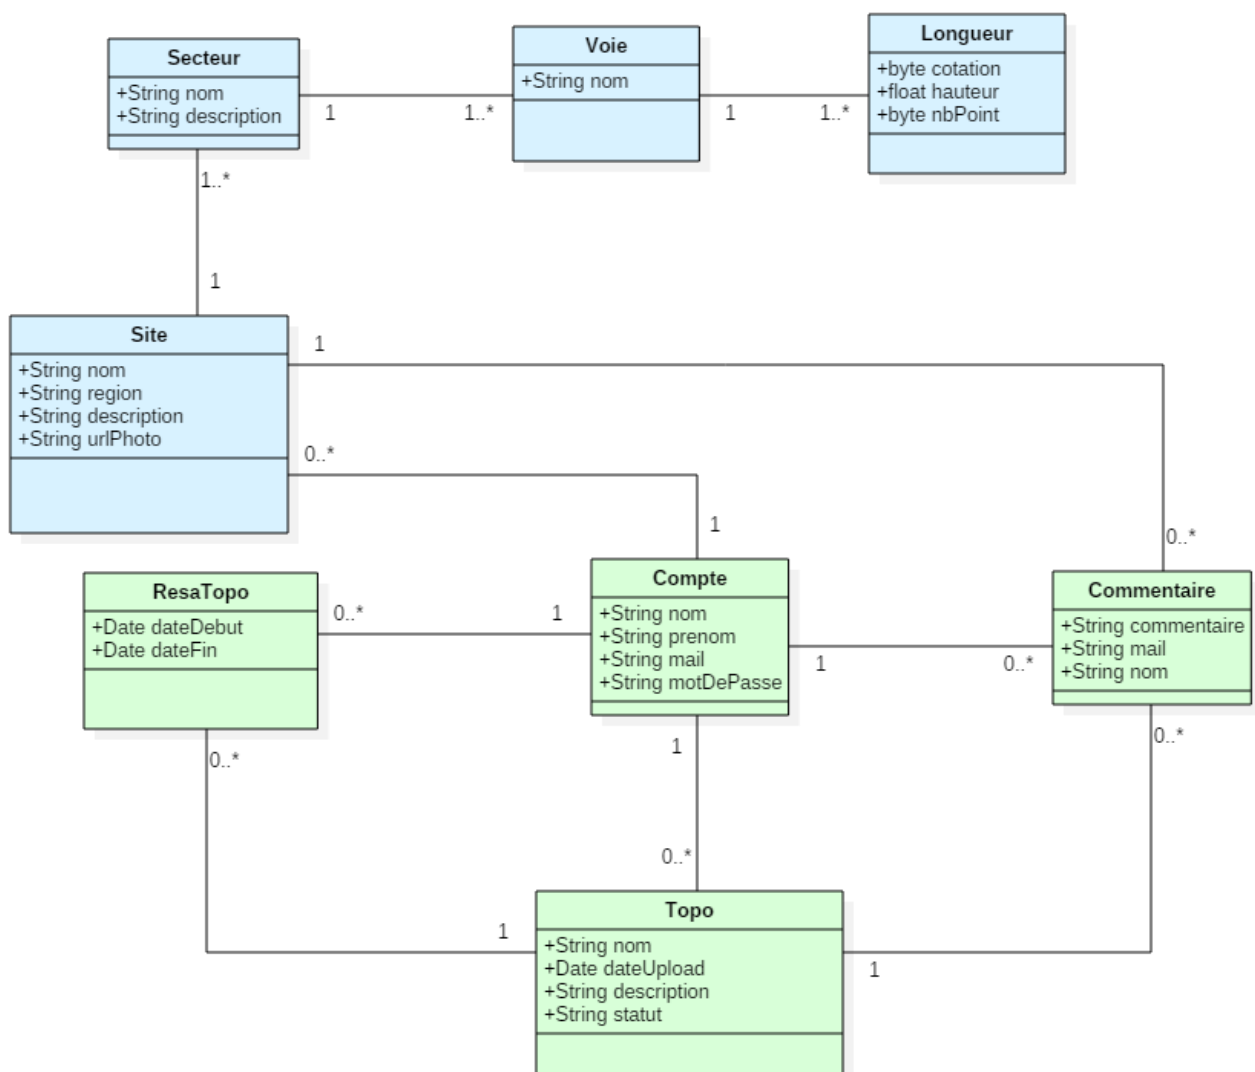 Secteur
+String nom
+String description
1
1..*
Voie
+String nom
1
1..*
Longueur
+byte cotation
+float hauteur
+byte nbPoint
1..*
1
Site
+String nom
+String region
+String description
+String urlPhoto
1
0..*
0..*
1
ResaTopo
+Date dateDebut
+Date dateFin
0..*
1
Compte
+String nom
+String prenom
+String mail
+String motDePasse
1
0..*
Commentaire
+String commentaire
+String mail
+String nom
0..*
1
0..*
0..*
1
Topo
+String nom
+Date dateUpload
+String description
+String statut
1